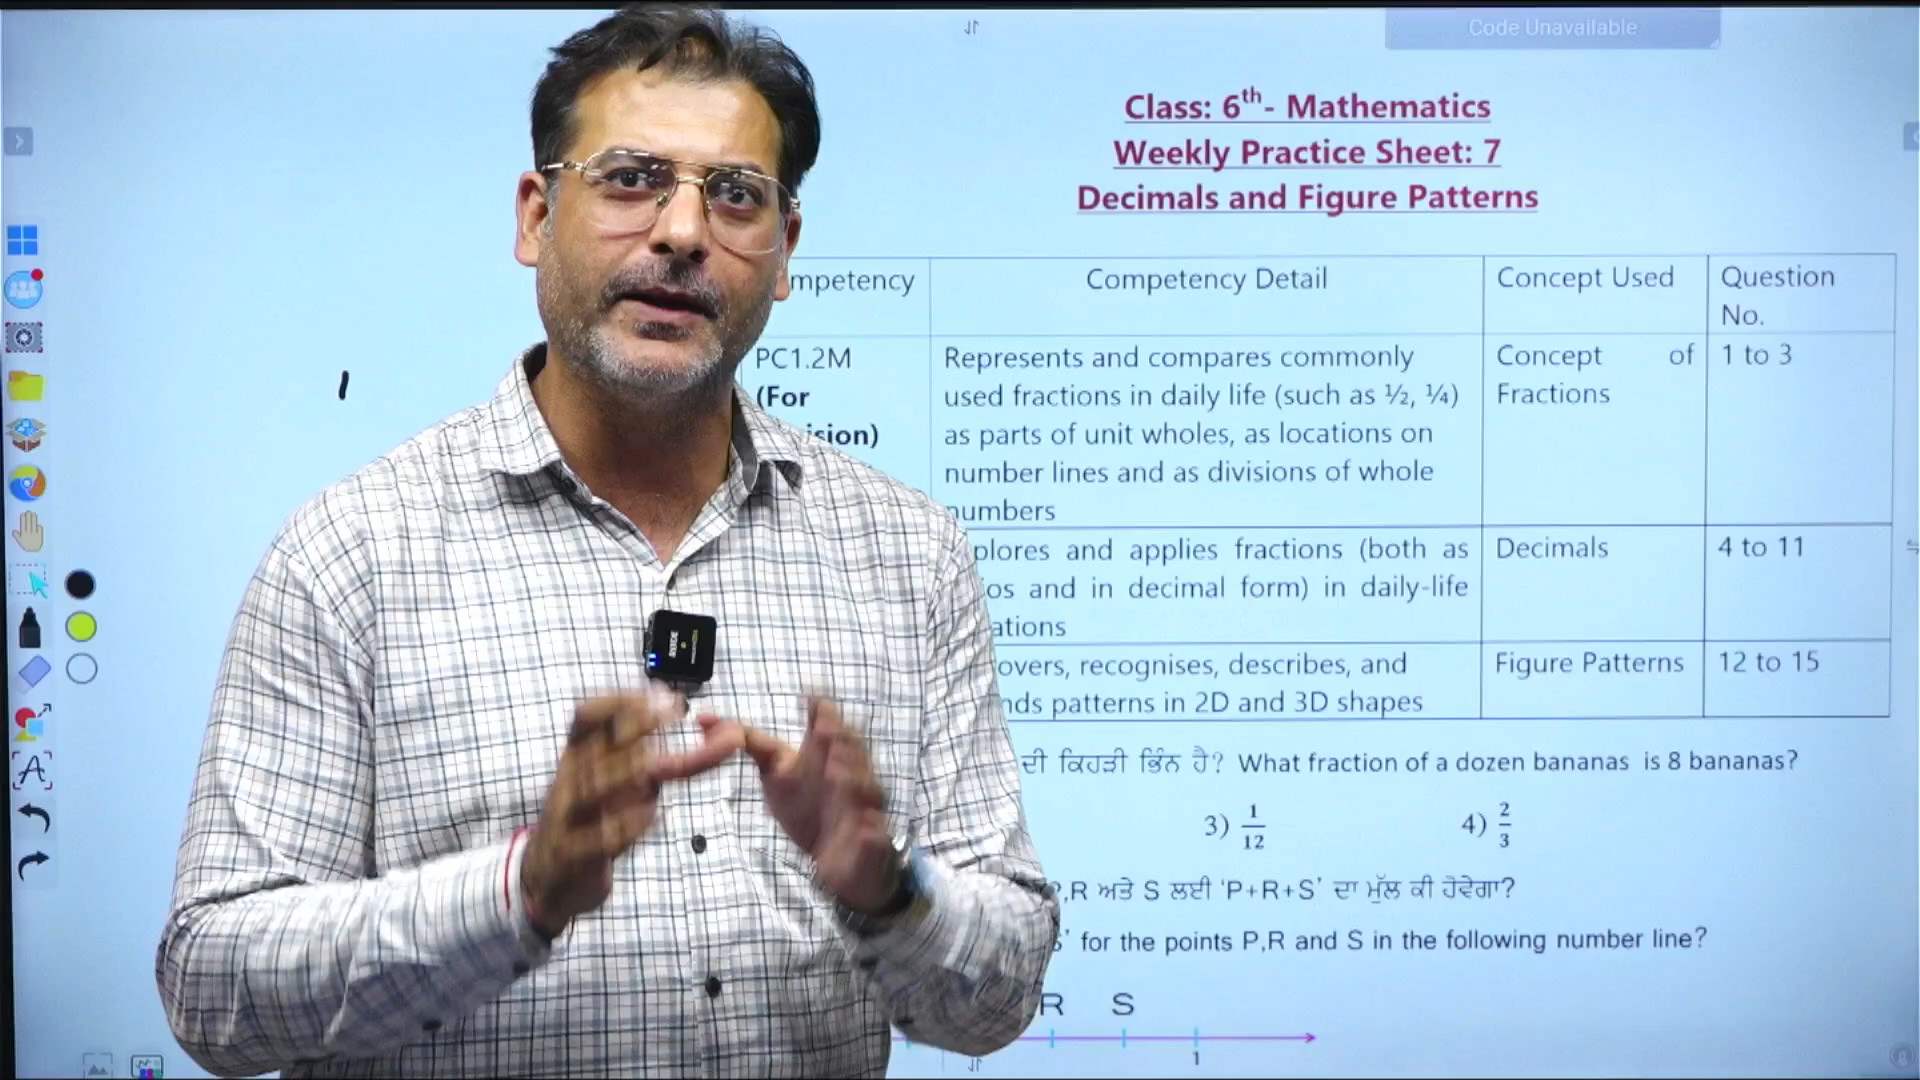 Code Unavailable
Class: 6th- Mathematics
Weekly Practice Sheet: 7
Decimals and Figure Patterns
mpetency
Competency Detail
Concept Used
Question No.
PC1.2M
(For
ision)
Represents and compares commonly
used fractions in daily life (such as ½, ¼)
as parts of unit wholes, as locations on
number lines and as divisions of whole
numbers
Concept of
Fractions
1 to 3
plores and applies fractions (both as
os and in decimal form) in daily-life
ations
Decimals
4 to 11
overs, recognises, describes, and
nds patterns in 2D and 3D shapes
Figure Patterns
12 to 15
ਦੀ ਕਿਹੜੀ ਭਿੰਨ ਹੈ? What fraction of a dozen bananas is 8 bananas?
3) 1/12 4) 2/3
,R ਅਤੇ S ਲਈ 'P+R+S' ਦਾ ਮੁੱਲ ਕੀ ਹੋਵੇਗਾ?
' for the points P,R and S in the following number line?
R S
1